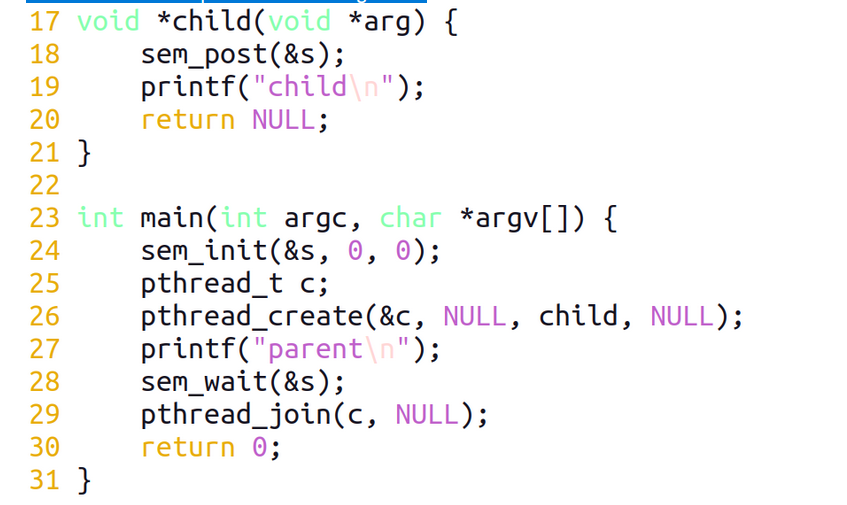 17 void *child(void *arg) {
18     sem_post(&s);
19     printf("child\n");
20     return NULL;
21 }
22
23 int main(int argc, char *argv[]) {
24     sem_init(&s, 0, 0);
25     pthread_t c;
26     pthread_create(&c, NULL, child, NULL);
27     printf("parent\n");
28     sem_wait(&s);
29     pthread_join(c, NULL);
30     return 0;
31 }